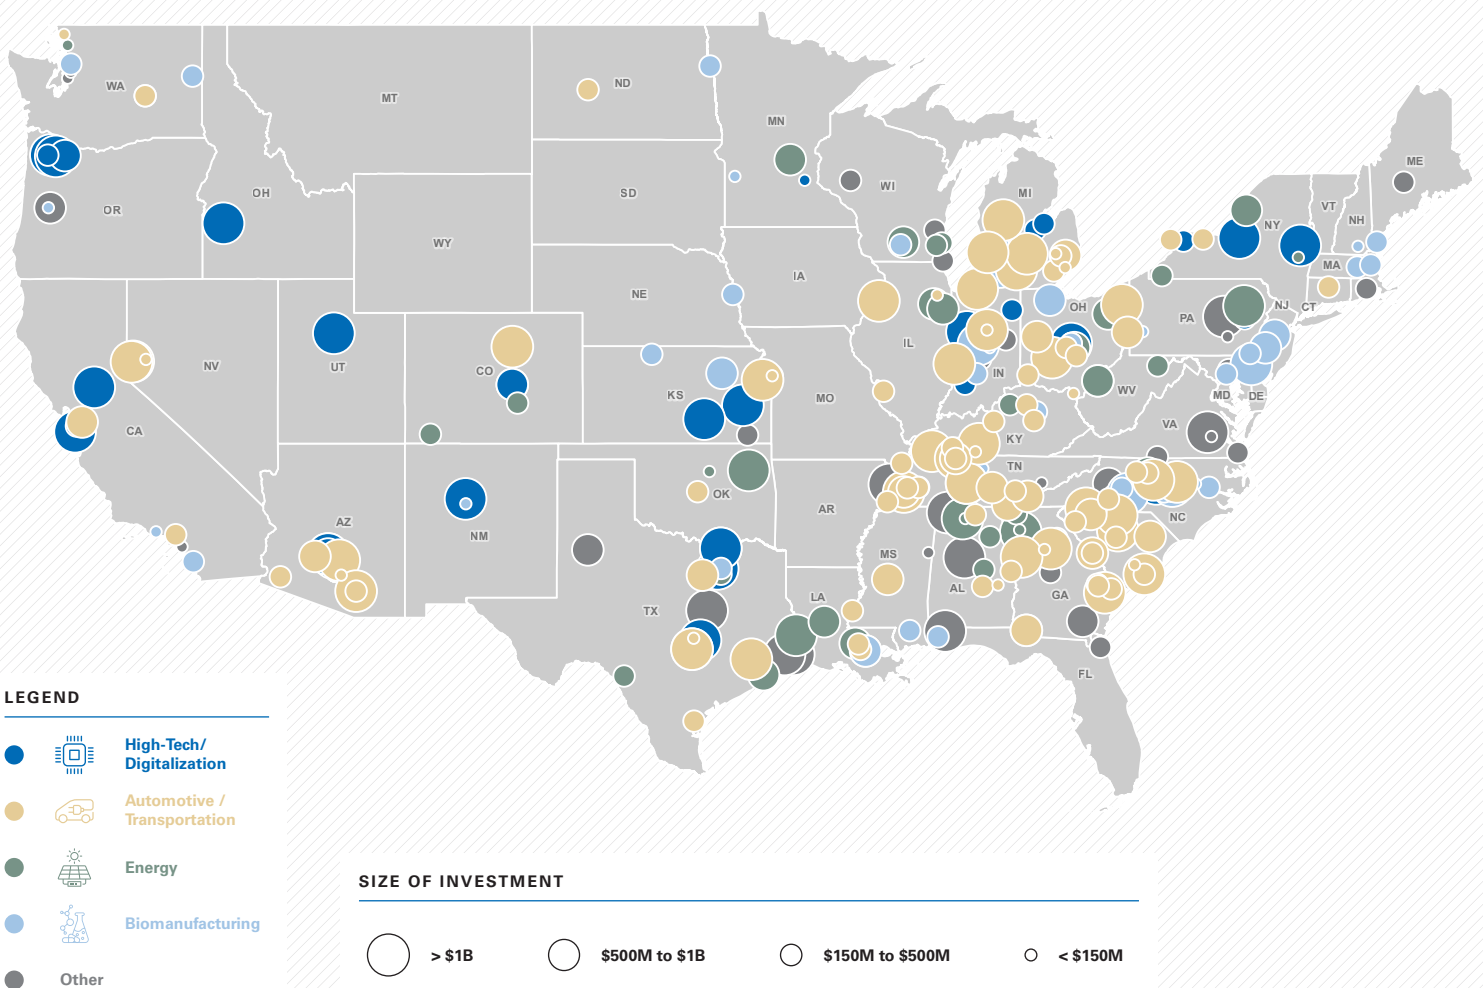 WA
MT
ND
MN
ME
OR
OH
SD
WI
MI
VT
NH
NY
WY
IA
MA
NE
OH
NJ
CT
PA
NV
UT
CO
IL
IN
KS
MO
WV
MD
DE
CA
VA
KY
TN
AZ
NM
OK
AR
NC
MS
AL
GA
TX
LA
FL
LEGEND
High-Tech/
Digitalization
Automotive /
Transportation
Energy
Biomanufacturing
Other
SIZE OF INVESTMENT
> $1B
$500M to $1B
$150M to $500M
< $150M